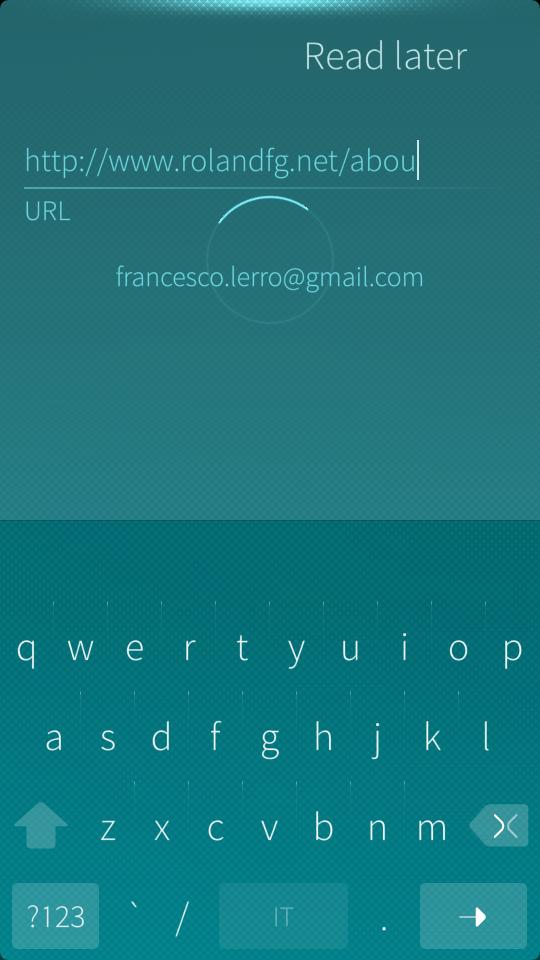 Read later
http://www.rolandfg.net/abou
URL
francesco.lerro@gmail.com
q w e r t y u i o p
a s d f g h j k l
z x c v b n m
?123 ` / IT .